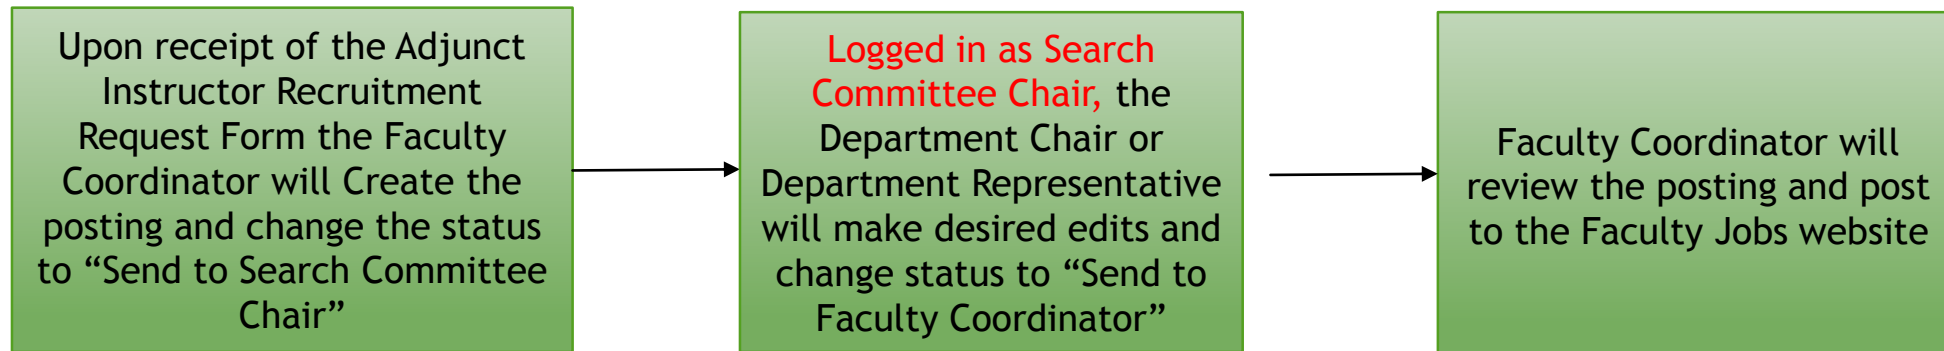 Upon receipt of the Adjunct
Instructor Recruitment
Request Form the Faculty
Coordinator will Create the
posting and change the status
to “Send to Search Committee
Chair”
Logged in as Search
Committee Chair, the
Department Chair or
Department Representative
will make desired edits and
change status to “Send to
Faculty Coordinator”
Faculty Coordinator will
review the posting and post
to the Faculty Jobs website